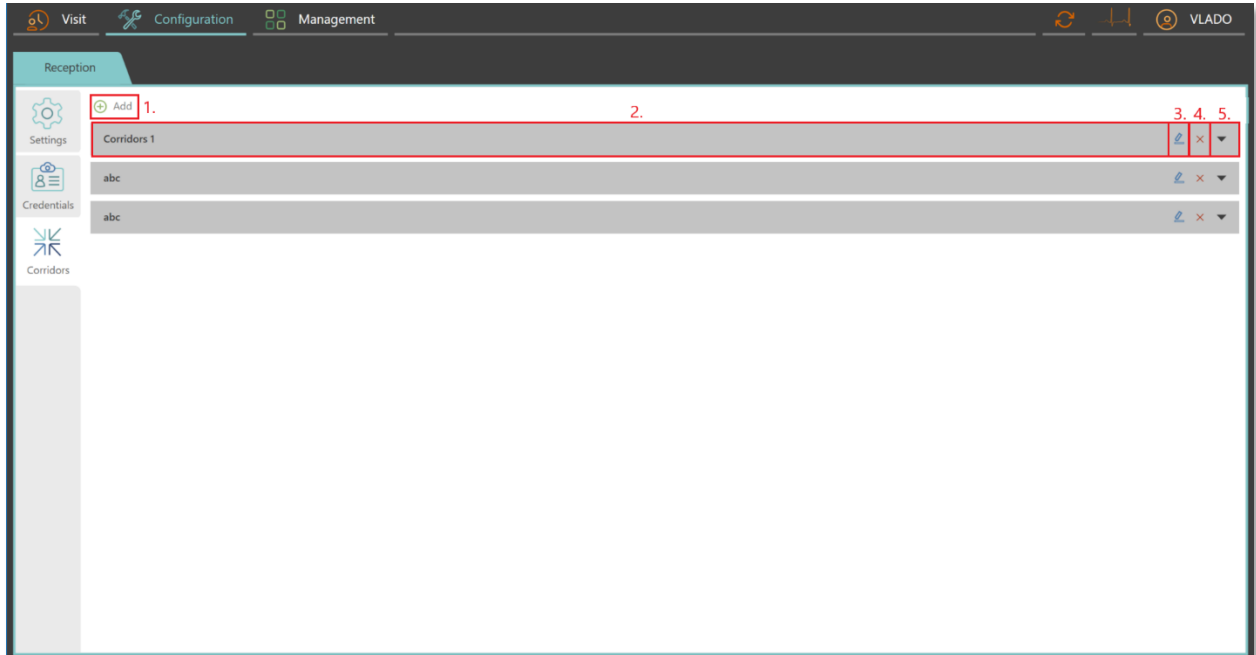 Visit Configuration Management VLADO
Reception
Add 1. 2. 3. 4. 5.
Settings
Corridors 1
abc
Credentials
abc
Corridors